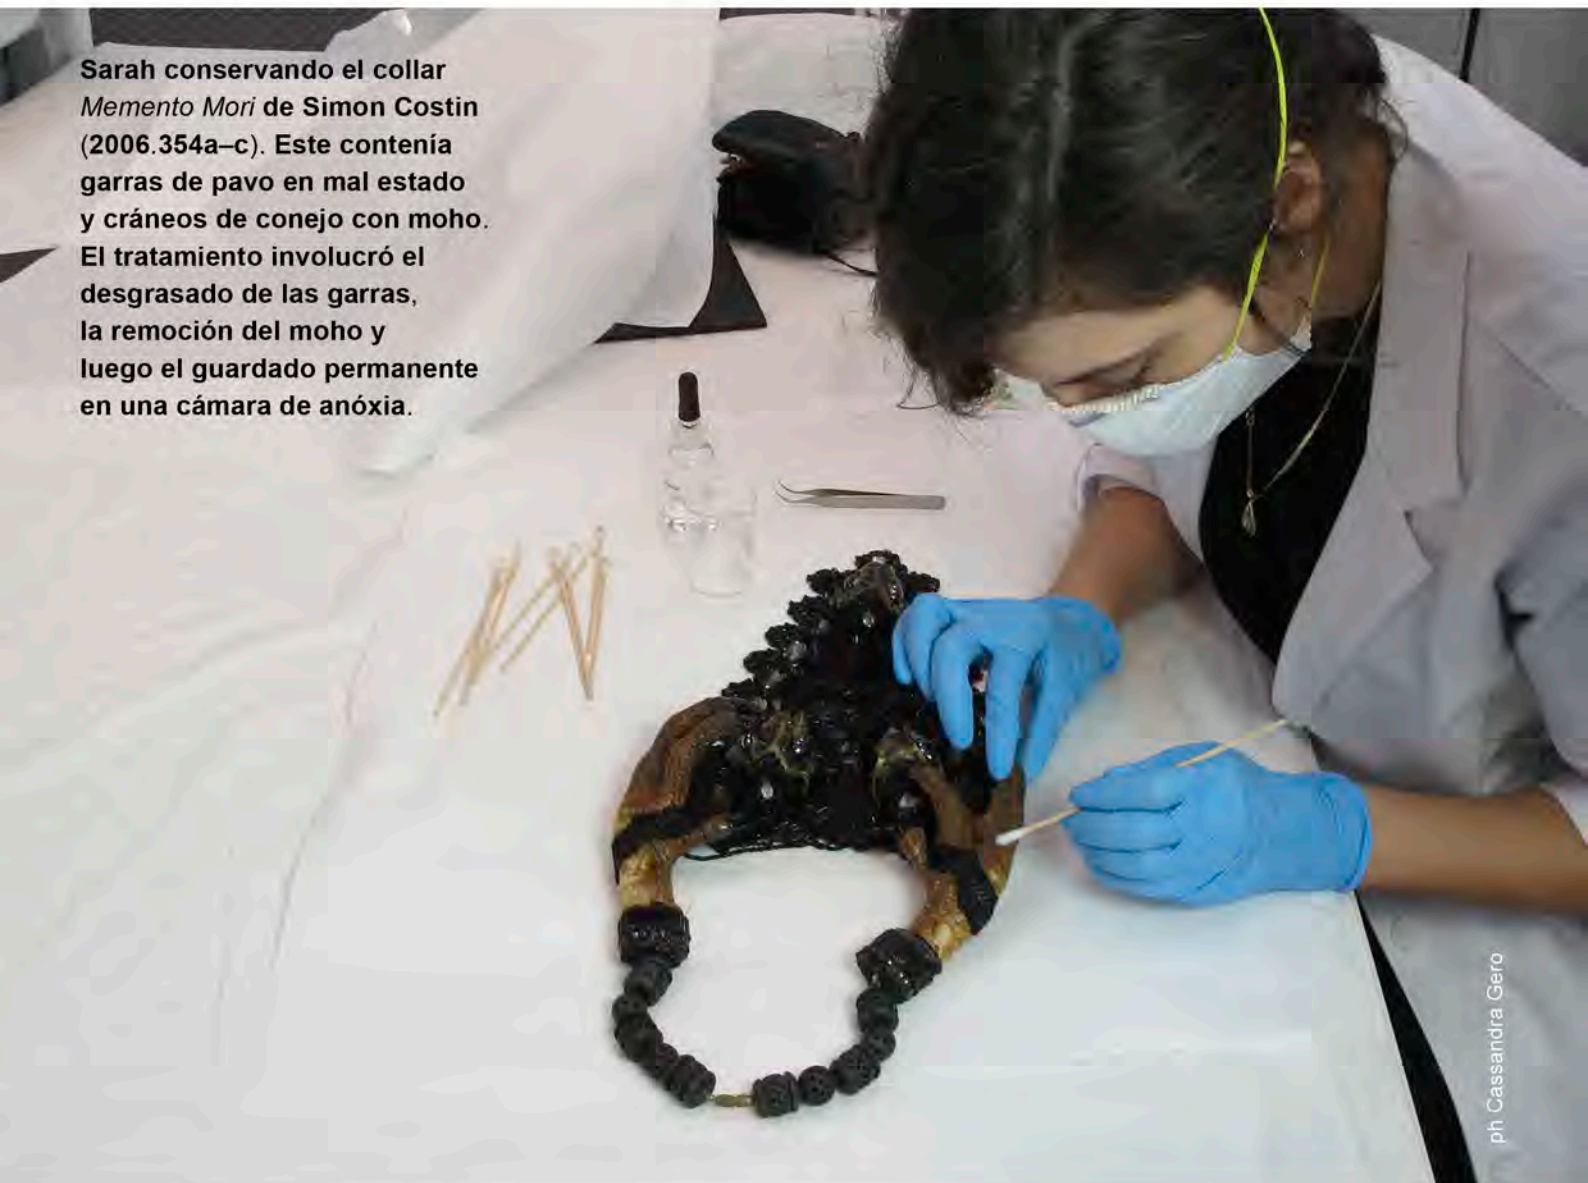 Sarah conservando el collar
Memento Mori de Simon Costin
(2006.354a–c). Este contenía
garras de pavo en mal estado
y cráneos de conejo con moho.
El tratamiento involucró el
desgrasado de las garras,
la remoción del moho y
luego el guardado permanente
en una cámara de anóxia.
ph Cassandra Gero